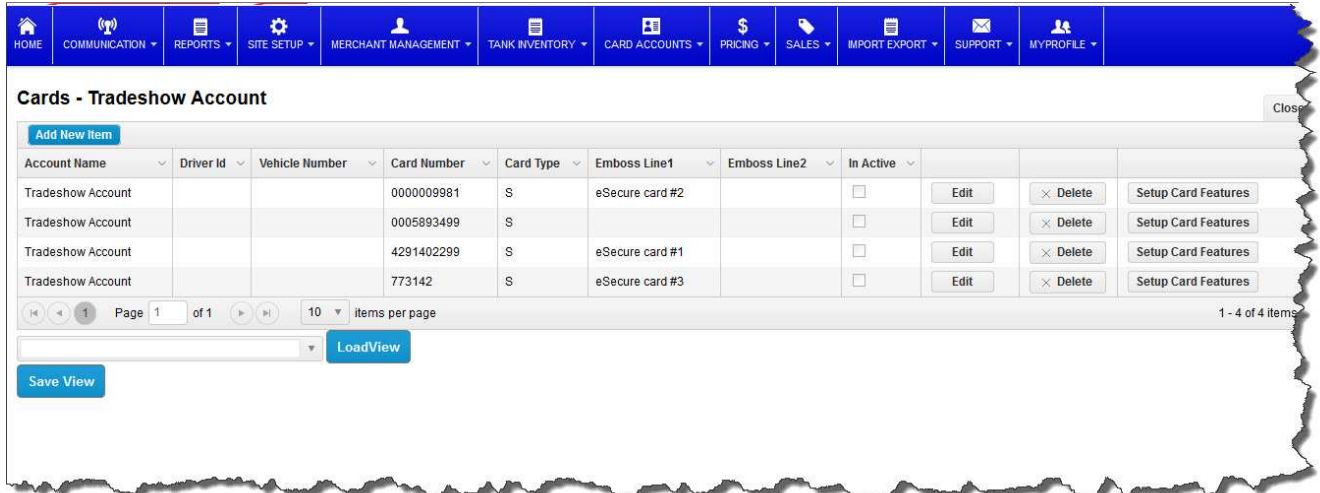 HOME COMMUNICATION REPORTS SITE SETUP MERCHANT MANAGEMENT TANK INVENTORY CARD ACCOUNTS PRICING SALES IMPORT EXPORT SUPPORT MYPROFILE
Cards - Tradeshow Account
Close
Add New Item
Account Name Driver Id Vehicle Number Card Number Card Type Emboss Line1 Emboss Line2 In Active
Tradeshow Account 0000009981 S eSecure card #2 Edit × Delete Setup Card Features
Tradeshow Account 0005893499 S Edit × Delete Setup Card Features
Tradeshow Account 4291402299 S eSecure card #1 Edit × Delete Setup Card Features
Tradeshow Account 773142 S eSecure card #3 Edit × Delete Setup Card Features
1 Page 1 of 1 10 items per page 1 - 4 of 4 items
LoadView
Save View